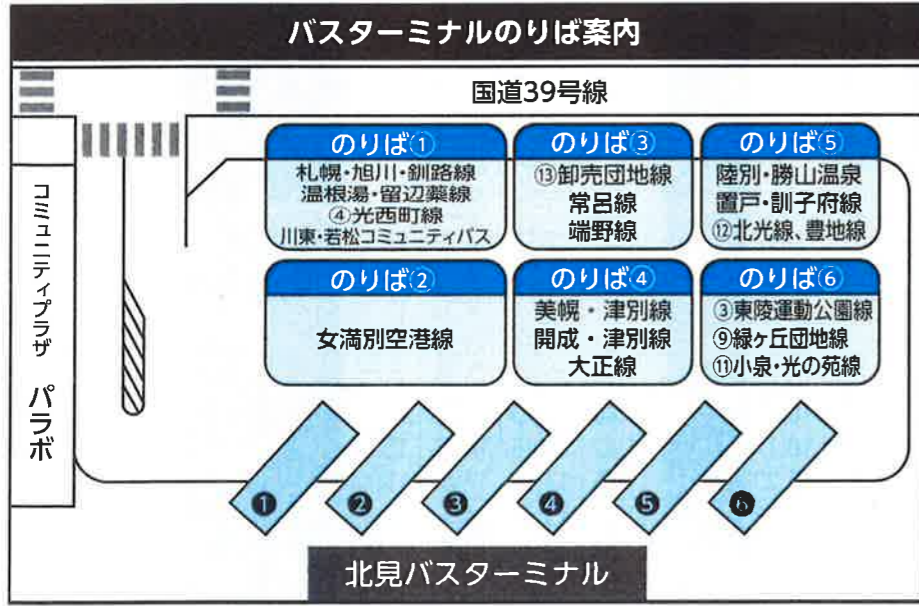 バスターミナルのりば案内
国道39号線
のりば①
札幌・旭川・釧路線
温根湯・留辺蘂線
④光西町線
川東・若松コミュニティバス
のりば③
⑬卸売団地線
常呂線
端野線
のりば⑤
陸別・勝山温泉
置戸・訓子府線
⑫北光線、豊地線
のりば②
女満別空港線
のりば④
美幌・津別線
開成・津別線
大正線
のりば⑥
③東陵運動公園線
⑨緑ヶ丘団地線
⑪小泉・光の苑線
コミュニティプラザ パラボ
❶
❷
❸
❹
❺
❻
北見バスターミナル